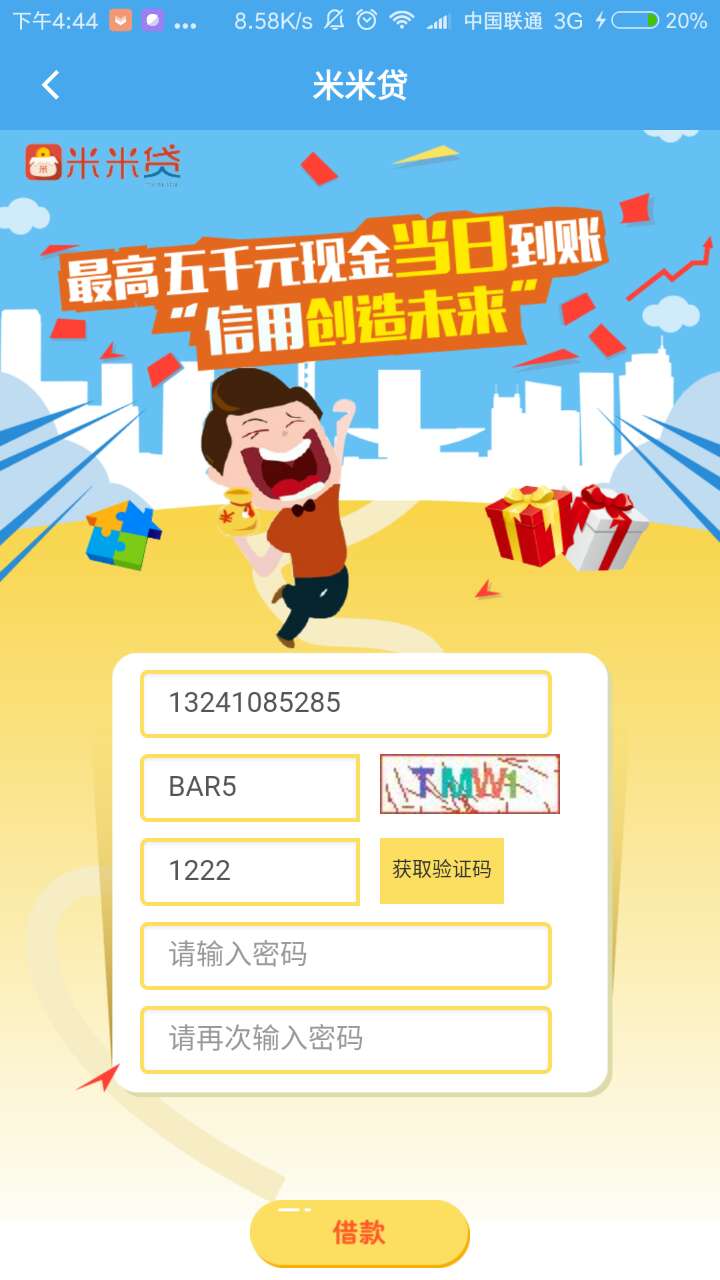 下午4:44 ... 8.58K/s 中国联通 3G 20%
米米贷
米米贷
最高五千元现金当日到账
“信用创造未来”
13241085285
BAR5 TMW1
1222 获取验证码
请输入密码
请再次输入密码
借款